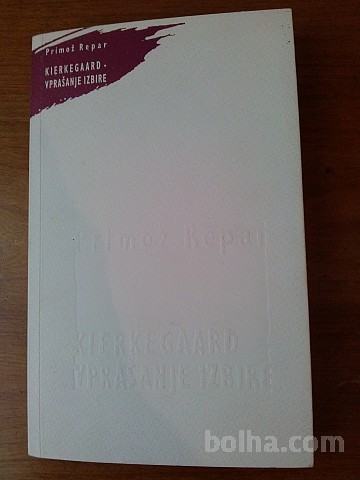 Primož Repar
KIERKEGAARD -
VPRAŠANJE IZBIRE
Primož Repar
KIERKEGAARD
VPRAŠANJE IZBIRE
bolha.com